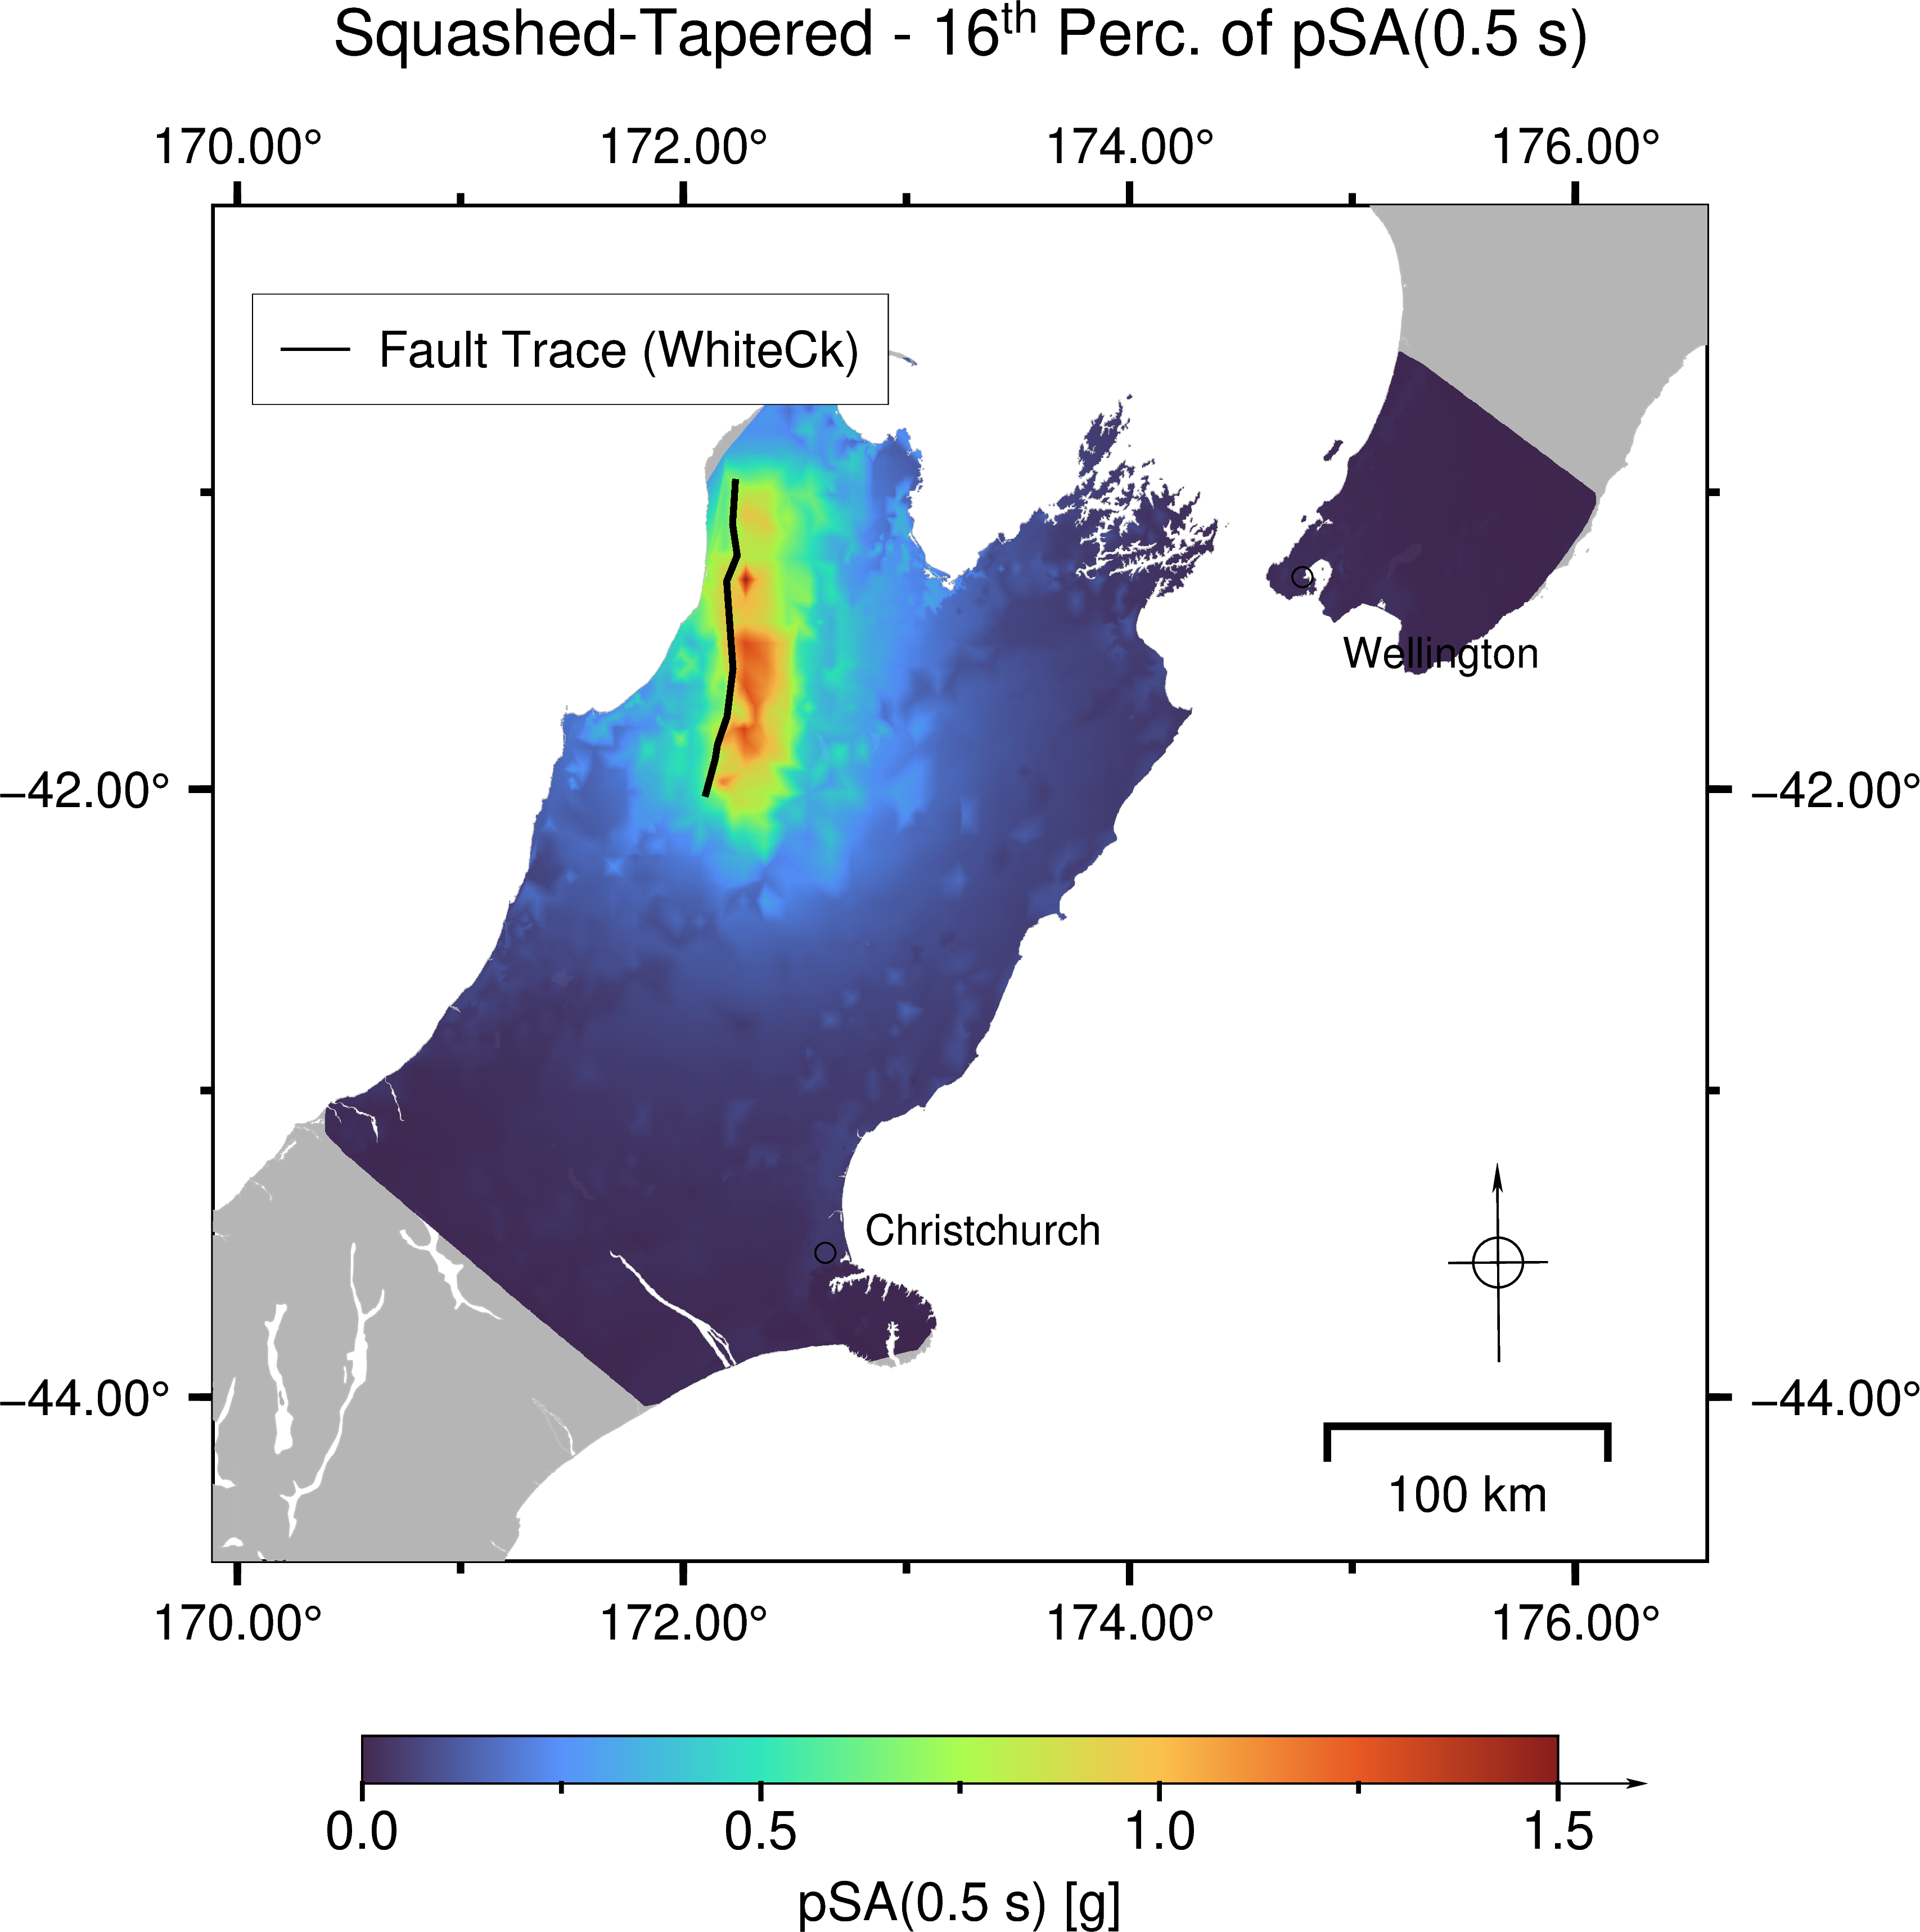 Squashed-Tapered - 16th Perc. of pSA(0.5 s)
170.00° 172.00° 174.00° 176.00°
Fault Trace (WhiteCk)
Wellington
−42.00° −42.00°
Christchurch
−44.00° −44.00°
100 km
170.00° 172.00° 174.00° 176.00°
0.0 0.5 1.0 1.5
pSA(0.5 s) [g]